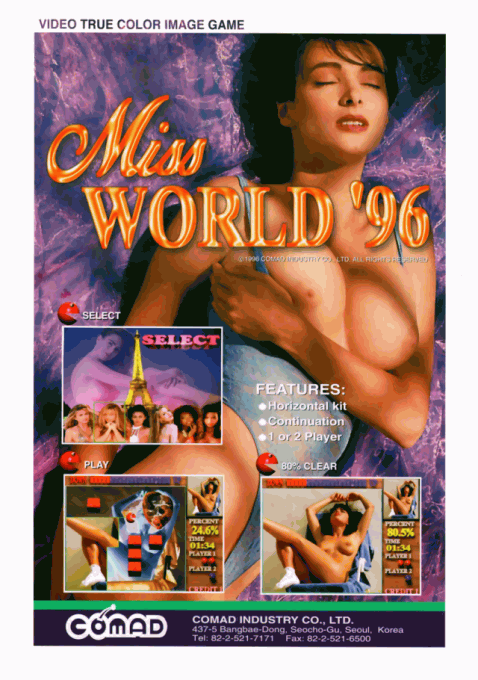 VIDEO TRUE COLOR IMAGE GAME
Miss
WORLD '96
©1996 COMAD INDUSTRY CO., LTD. ALL RIGHTS RESERVED
SELECT
SELECT
FEATURES:
Horizontal kit
Continuation
1 or 2 Player
PLAY
80% CLEAR
PERCENT
24.6%
TIME
01:34
PLAYER 1
PLAYER 2
CREDIT 1
PERCENT
80.5%
TIME
01:34
PLAYER 1
PLAYER 2
COMAD
COMAD INDUSTRY CO., LTD.
437-5 Bangbae-Dong, Seocho-Gu, Seoul, Korea
Tel: 82-2-521-7171 Fax: 82-2-521-6500